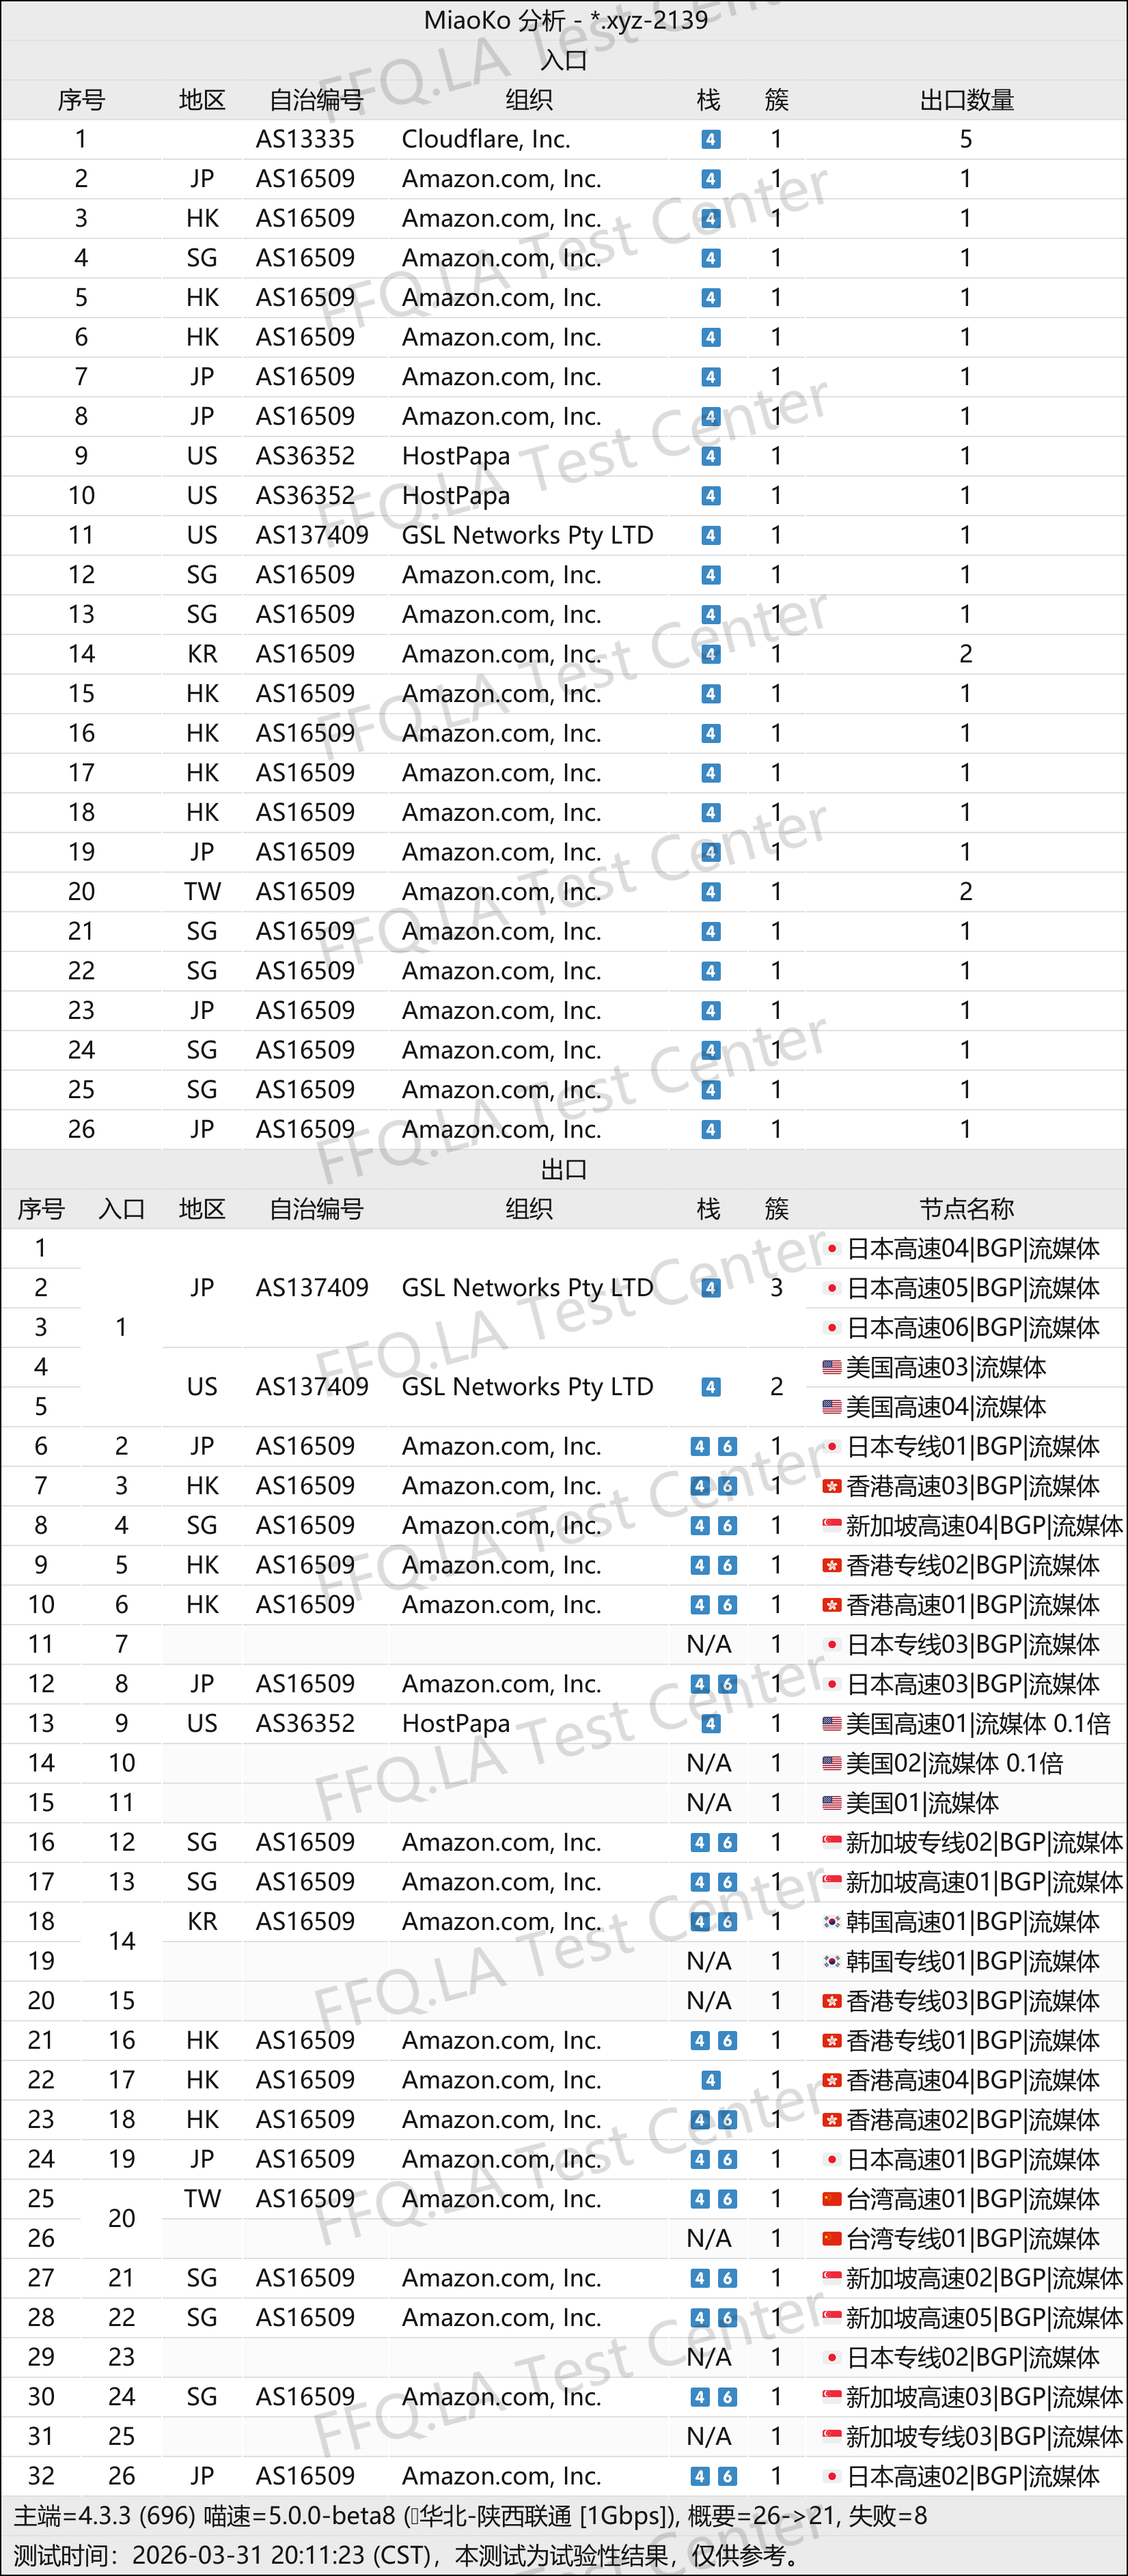 MiaoKo 分析 - *.xyz-2139
入口
序号 地区 自治编号 组织 栈 簇 出口数量
1 AS13335 Cloudflare, Inc. 4 1 5
2 JP AS16509 Amazon.com, Inc. 4 1 1
3 HK AS16509 Amazon.com, Inc. 4 1 1
4 SG AS16509 Amazon.com, Inc. 4 1 1
5 HK AS16509 Amazon.com, Inc. 4 1 1
6 HK AS16509 Amazon.com, Inc. 4 1 1
7 JP AS16509 Amazon.com, Inc. 4 1 1
8 JP AS16509 Amazon.com, Inc. 4 1 1
9 US AS36352 HostPapa 4 1 1
10 US AS36352 HostPapa 4 1 1
11 US AS137409 GSL Networks Pty LTD 4 1 1
12 SG AS16509 Amazon.com, Inc. 4 1 1
13 SG AS16509 Amazon.com, Inc. 4 1 1
14 KR AS16509 Amazon.com, Inc. 4 1 2
15 HK AS16509 Amazon.com, Inc. 4 1 1
16 HK AS16509 Amazon.com, Inc. 4 1 1
17 HK AS16509 Amazon.com, Inc. 4 1 1
18 HK AS16509 Amazon.com, Inc. 4 1 1
19 JP AS16509 Amazon.com, Inc. 4 1 1
20 TW AS16509 Amazon.com, Inc. 4 1 2
21 SG AS16509 Amazon.com, Inc. 4 1 1
22 SG AS16509 Amazon.com, Inc. 4 1 1
23 JP AS16509 Amazon.com, Inc. 4 1 1
24 SG AS16509 Amazon.com, Inc. 4 1 1
25 SG AS16509 Amazon.com, Inc. 4 1 1
26 JP AS16509 Amazon.com, Inc. 4 1 1
出口
序号 入口 地区 自治编号 组织 栈 簇 节点名称
1 日本高速04|BGP|流媒体
2 JP AS137409 GSL Networks Pty LTD 4 3 日本高速05|BGP|流媒体
3 1 日本高速06|BGP|流媒体
4 美国高速03|流媒体
US AS137409 GSL Networks Pty LTD 4 2
5 美国高速04|流媒体
6 2 JP AS16509 Amazon.com, Inc. 4 6 1 日本专线01|BGP|流媒体
7 3 HK AS16509 Amazon.com, Inc. 4 6 1 香港高速03|BGP|流媒体
8 4 SG AS16509 Amazon.com, Inc. 4 6 1 新加坡高速04|BGP|流媒体
9 5 HK AS16509 Amazon.com, Inc. 4 6 1 香港专线02|BGP|流媒体
10 6 HK AS16509 Amazon.com, Inc. 4 6 1 香港高速01|BGP|流媒体
11 7 N/A 1 日本专线03|BGP|流媒体
12 8 JP AS16509 Amazon.com, Inc. 4 6 1 日本高速03|BGP|流媒体
13 9 US AS36352 HostPapa 4 1 美国高速01|流媒体 0.1倍
14 10 N/A 1 美国02|流媒体 0.1倍
15 11 N/A 1 美国01|流媒体
16 12 SG AS16509 Amazon.com, Inc. 4 6 1 新加坡专线02|BGP|流媒体
17 13 SG AS16509 Amazon.com, Inc. 4 6 1 新加坡高速01|BGP|流媒体
18 KR AS16509 Amazon.com, Inc. 4 6 1 韩国高速01|BGP|流媒体
14
19 N/A 1 韩国专线01|BGP|流媒体
20 15 N/A 1 香港专线03|BGP|流媒体
21 16 HK AS16509 Amazon.com, Inc. 4 6 1 香港专线01|BGP|流媒体
22 17 HK AS16509 Amazon.com, Inc. 4 1 香港高速04|BGP|流媒体
23 18 HK AS16509 Amazon.com, Inc. 4 6 1 香港高速02|BGP|流媒体
24 19 JP AS16509 Amazon.com, Inc. 4 6 1 日本高速01|BGP|流媒体
25 TW AS16509 Amazon.com, Inc. 4 6 1 台湾高速01|BGP|流媒体
20
26 N/A 1 台湾专线01|BGP|流媒体
27 21 SG AS16509 Amazon.com, Inc. 4 6 1 新加坡高速02|BGP|流媒体
28 22 SG AS16509 Amazon.com, Inc. 4 6 1 新加坡高速05|BGP|流媒体
29 23 N/A 1 日本专线02|BGP|流媒体
30 24 SG AS16509 Amazon.com, Inc. 4 6 1 新加坡高速03|BGP|流媒体
31 25 N/A 1 新加坡专线03|BGP|流媒体
32 26 JP AS16509 Amazon.com, Inc. 4 6 1 日本高速02|BGP|流媒体
主端=4.3.3 (696) 喵速=5.0.0-beta8 (华北-陕西联通 [1Gbps]), 概要=26->21, 失败=8
测试时间：2026-03-31 20:11:23 (CST)，本测试为试验性结果，仅供参考。
FFQ.LA Test Center